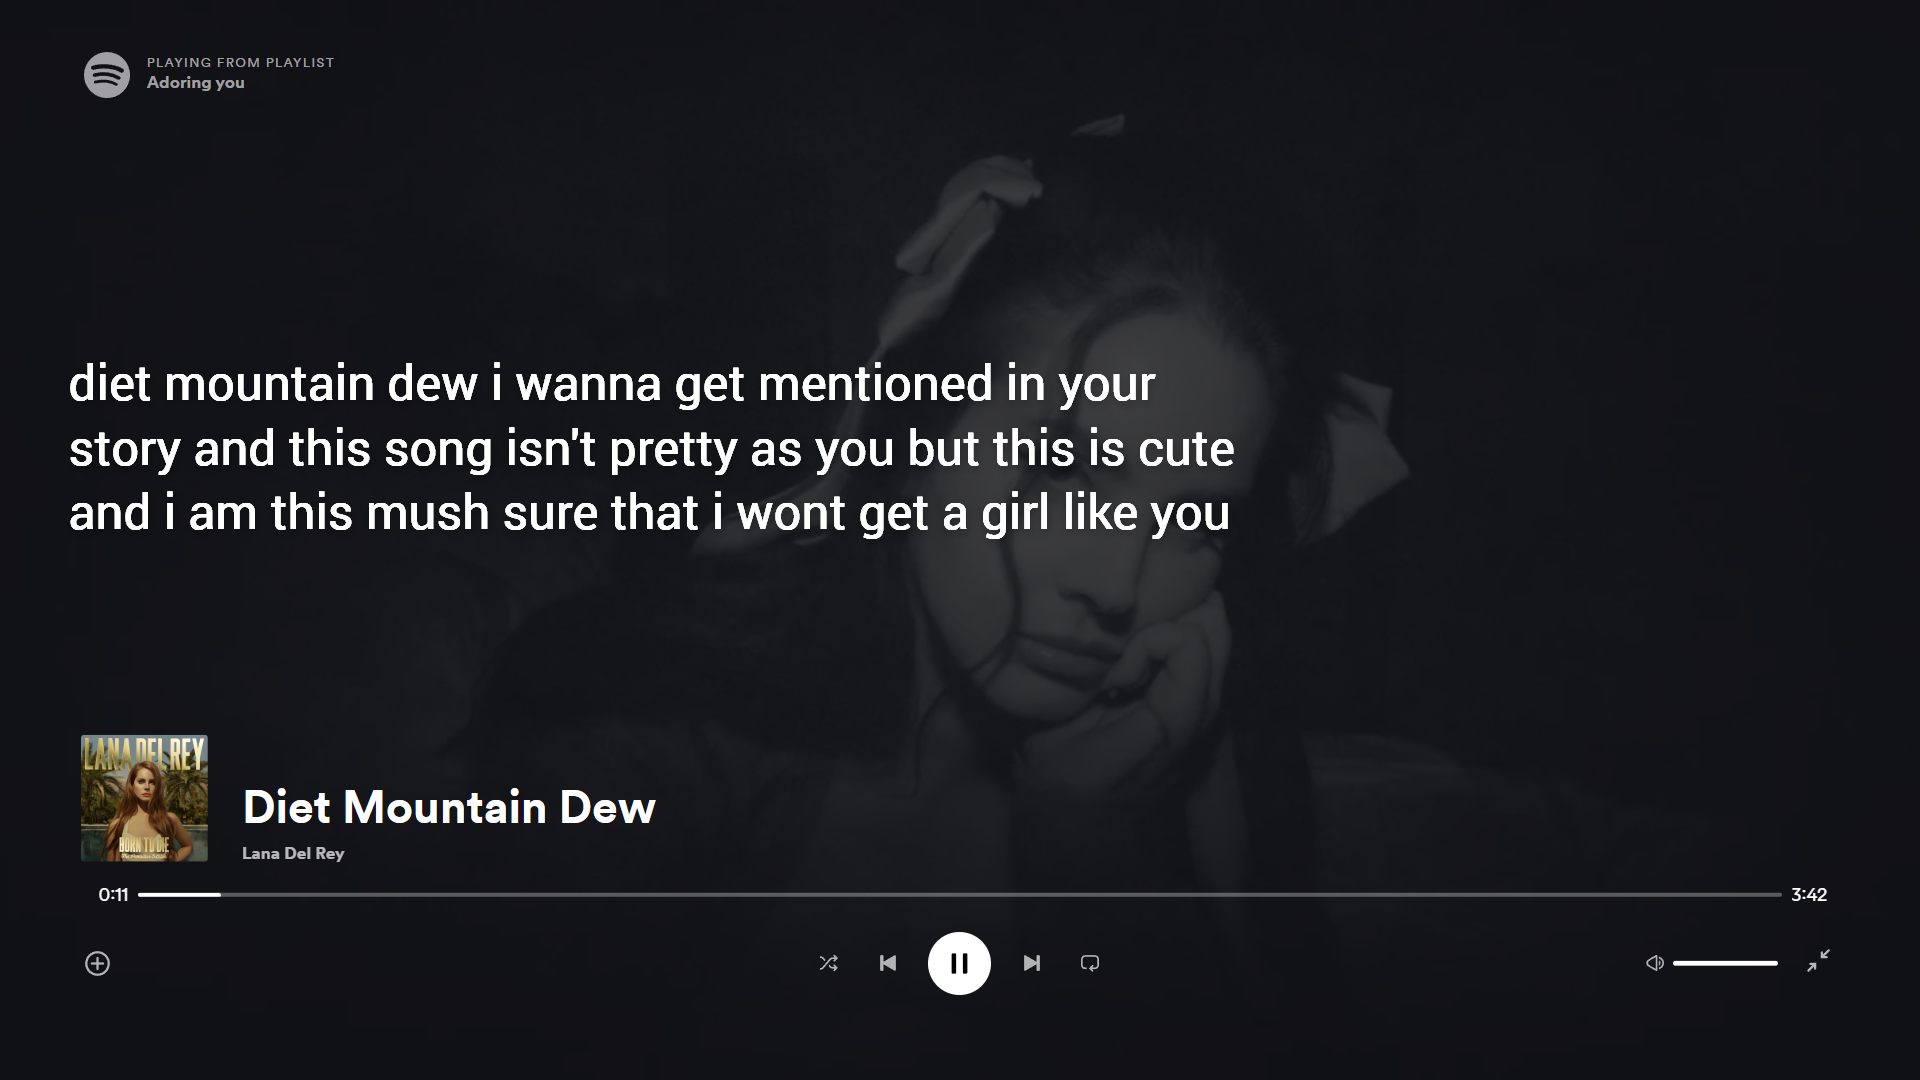 PLAYING FROM PLAYLIST
Adoring you
diet mountain dew i wanna get mentioned in your
story and this song isn't pretty as you but this is cute
and i am this mush sure that i wont get a girl like you
LANA DEL REY
BORN TO DIE
Diet Mountain Dew
Lana Del Rey
0:11
3:42